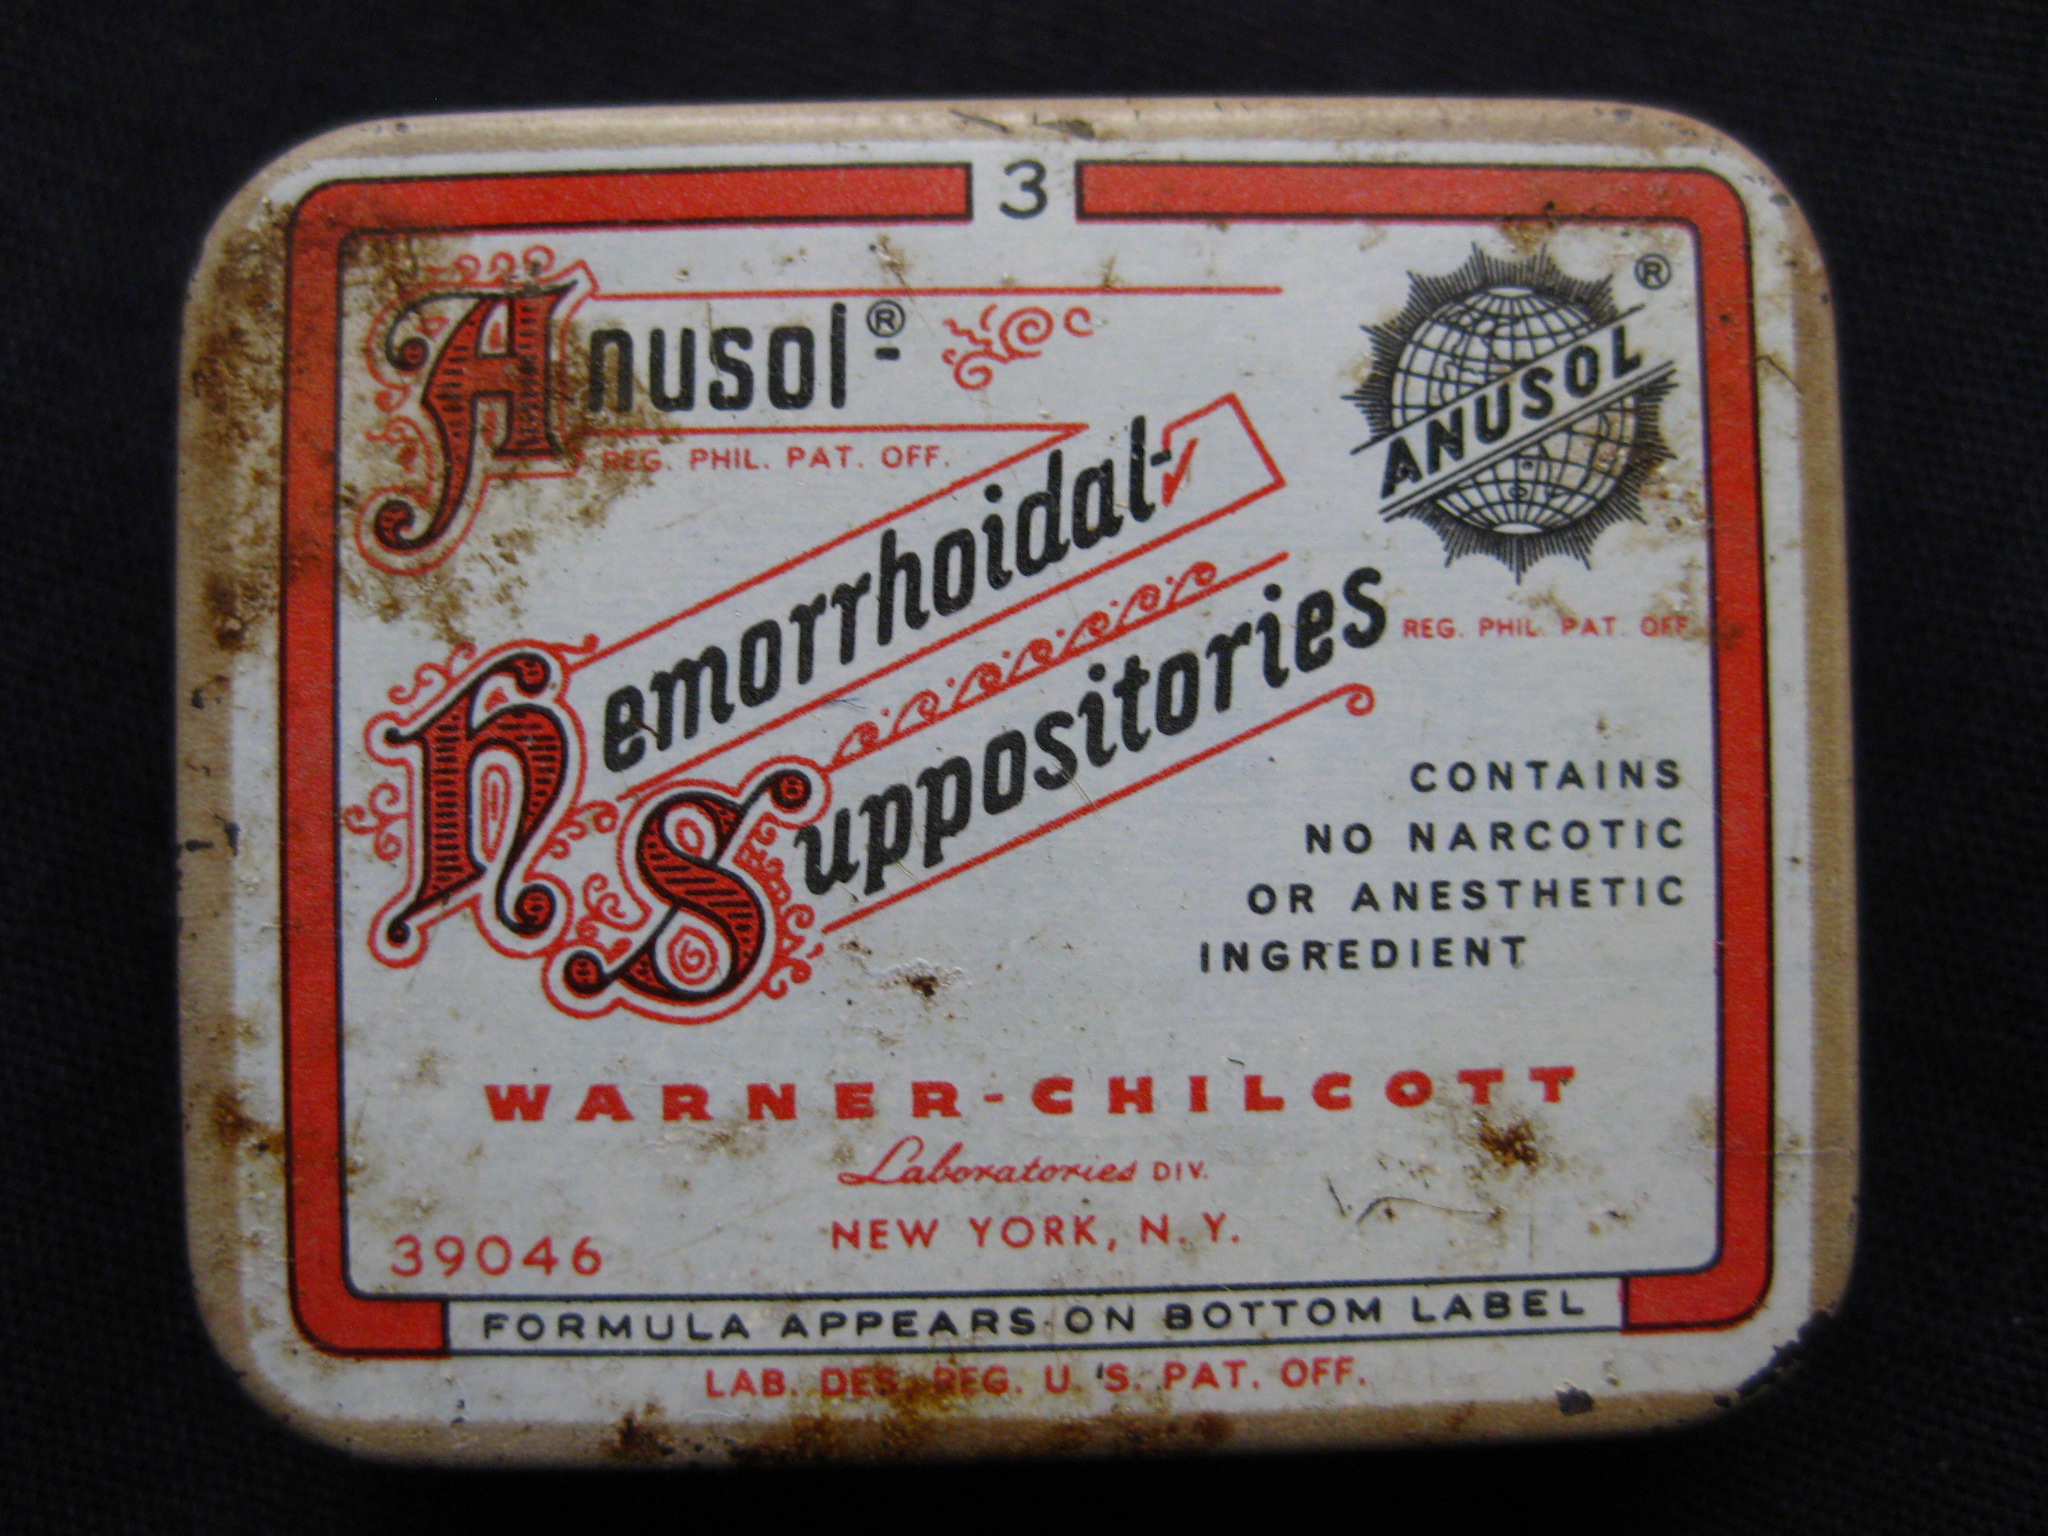 3
Anusol®-
REG. PHIL. PAT. OFF.
Hemorrhoidal-
Suppositories
®
ANUSOL
REG. PHIL. PAT. OFF.
CONTAINS
NO NARCOTIC
OR ANESTHETIC
INGREDIENT
WARNER-CHILCOTT
Laboratories DIV.
NEW YORK, N. Y.
39046
FORMULA APPEARS ON BOTTOM LABEL
LAB. DES. REG. U. S. PAT. OFF.